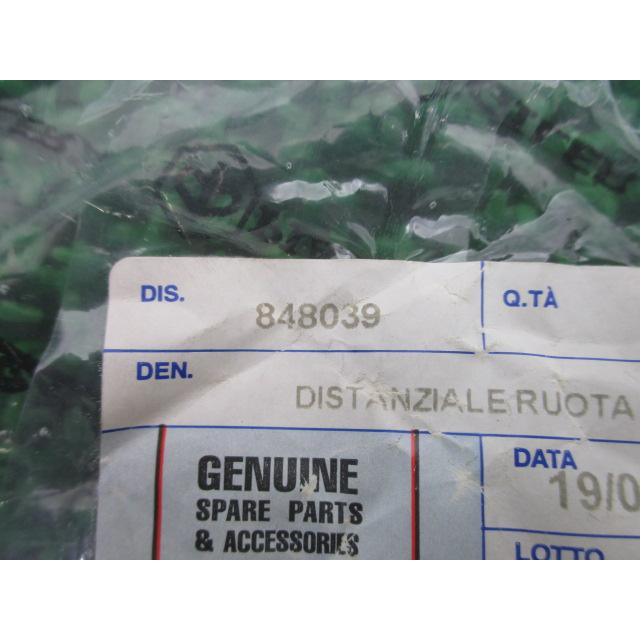 DIS. 848039 Q.TÀ
DEN. DISTANZIALE RUOTA
GENUINE
SPARE PARTS
& ACCESSORIES
DATA
19/0
LOTTO